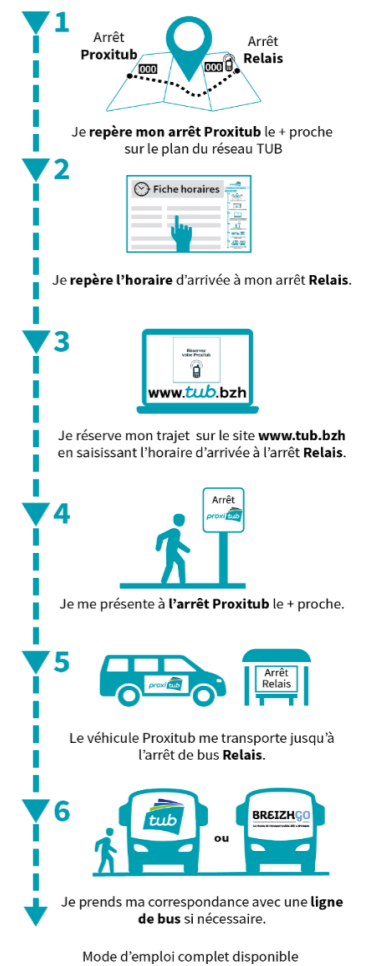 1
Arrêt
Proxitub
Arrêt
Relais
000
000
Je repère mon arrêt Proxitub le + proche
sur le plan du réseau TUB
2
Fiche horaires
Je repère l'horaire d'arrivée à mon arrêt Relais.
3
Réservez
votre Proxitub
www.tub.bzh
Je réserve mon trajet sur le site www.tub.bzh
en saisissant l'horaire d'arrivée à l'arrêt Relais.
4
Arrêt
proxitub
Je me présente à l'arrêt Proxitub le + proche.
5
proxitub
Arrêt
Relais
Le véhicule Proxitub me transporte jusqu'à
l'arrêt de bus Relais.
6
tub
ou
BREIZHGO
Je prends ma correspondance avec une ligne
de bus si nécessaire.
Mode d'emploi complet disponible